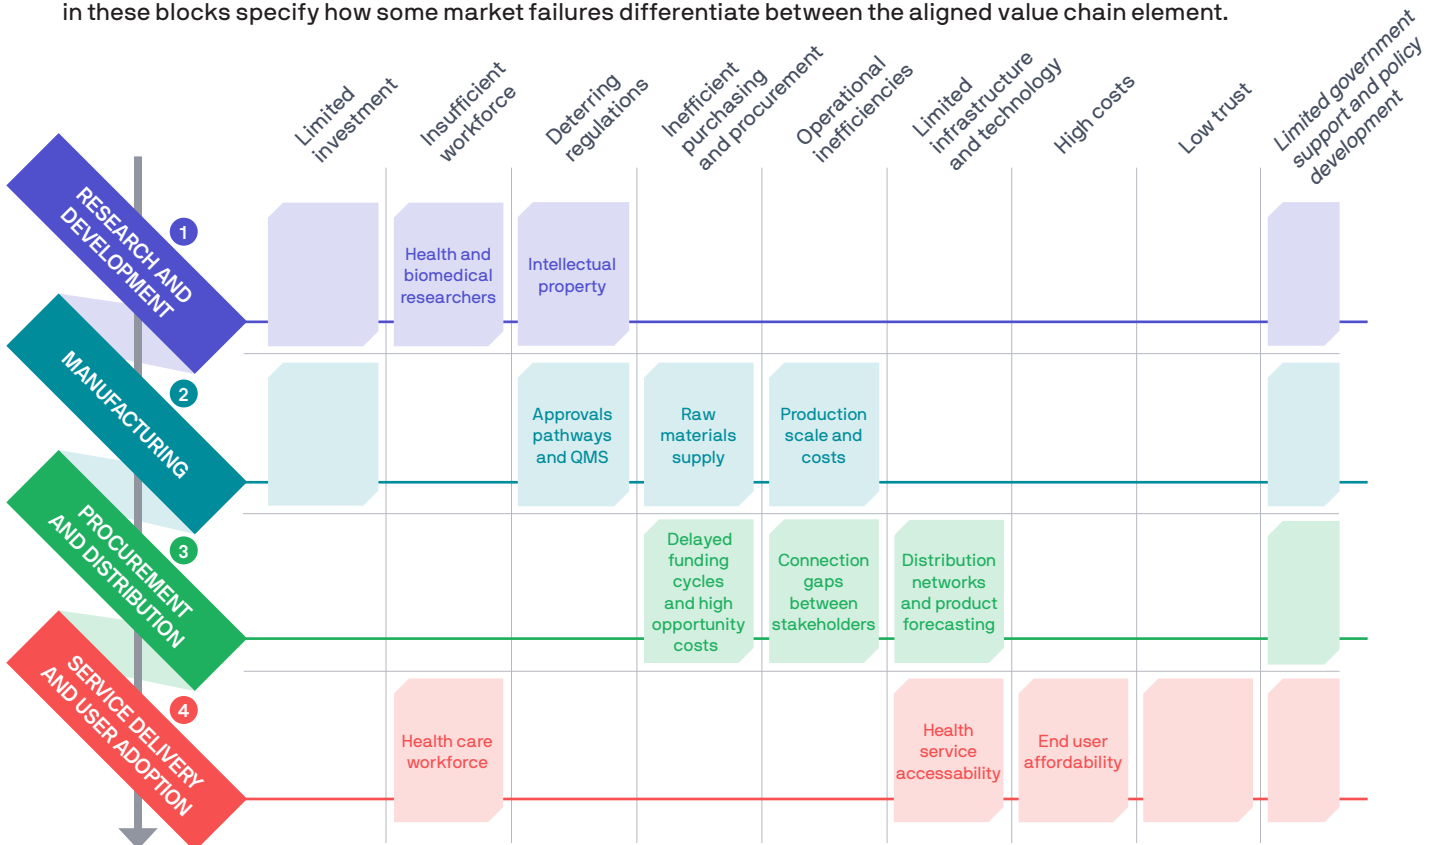 in these blocks specify how some market failures differentiate between the aligned value chain element.
Limited
investment
Insufficient
workforce
Deterring
regulations
Inefficient
purchasing
and procurement
Operational
inefficiencies
Limited
infrastructure
and technology
High costs
Low trust
Limited government
support and policy
development
RESEARCH AND
DEVELOPMENT
1
Health and
biomedical
researchers
Intellectual
property
MANUFACTURING
2
Approvals
pathways
and QMS
Raw
materials
supply
Production
scale and
costs
PROCUREMENT
AND DISTRIBUTION
3
Delayed
funding
cycles
and high
opportunity
costs
Connection
gaps
between
stakeholders
Distribution
networks
and product
forecasting
SERVICE DELIVERY
AND USER ADOPTION
4
Health care
workforce
Health
service
accessability
End user
affordability